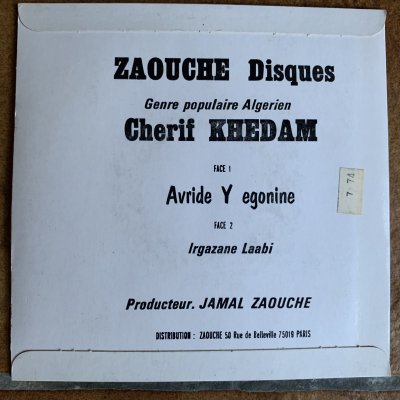 ZAOUCHE Disques
Genre populaire Algerien
Cherif KHEDAM
FACE 1
Avride Y egonine
FACE 2
Irgazane Laabi
7 74
Producteur. JAMAL ZAOUCHE
DISTRIBUTION : ZAOUCHE 50 Rue de Belleville 75019 PARIS